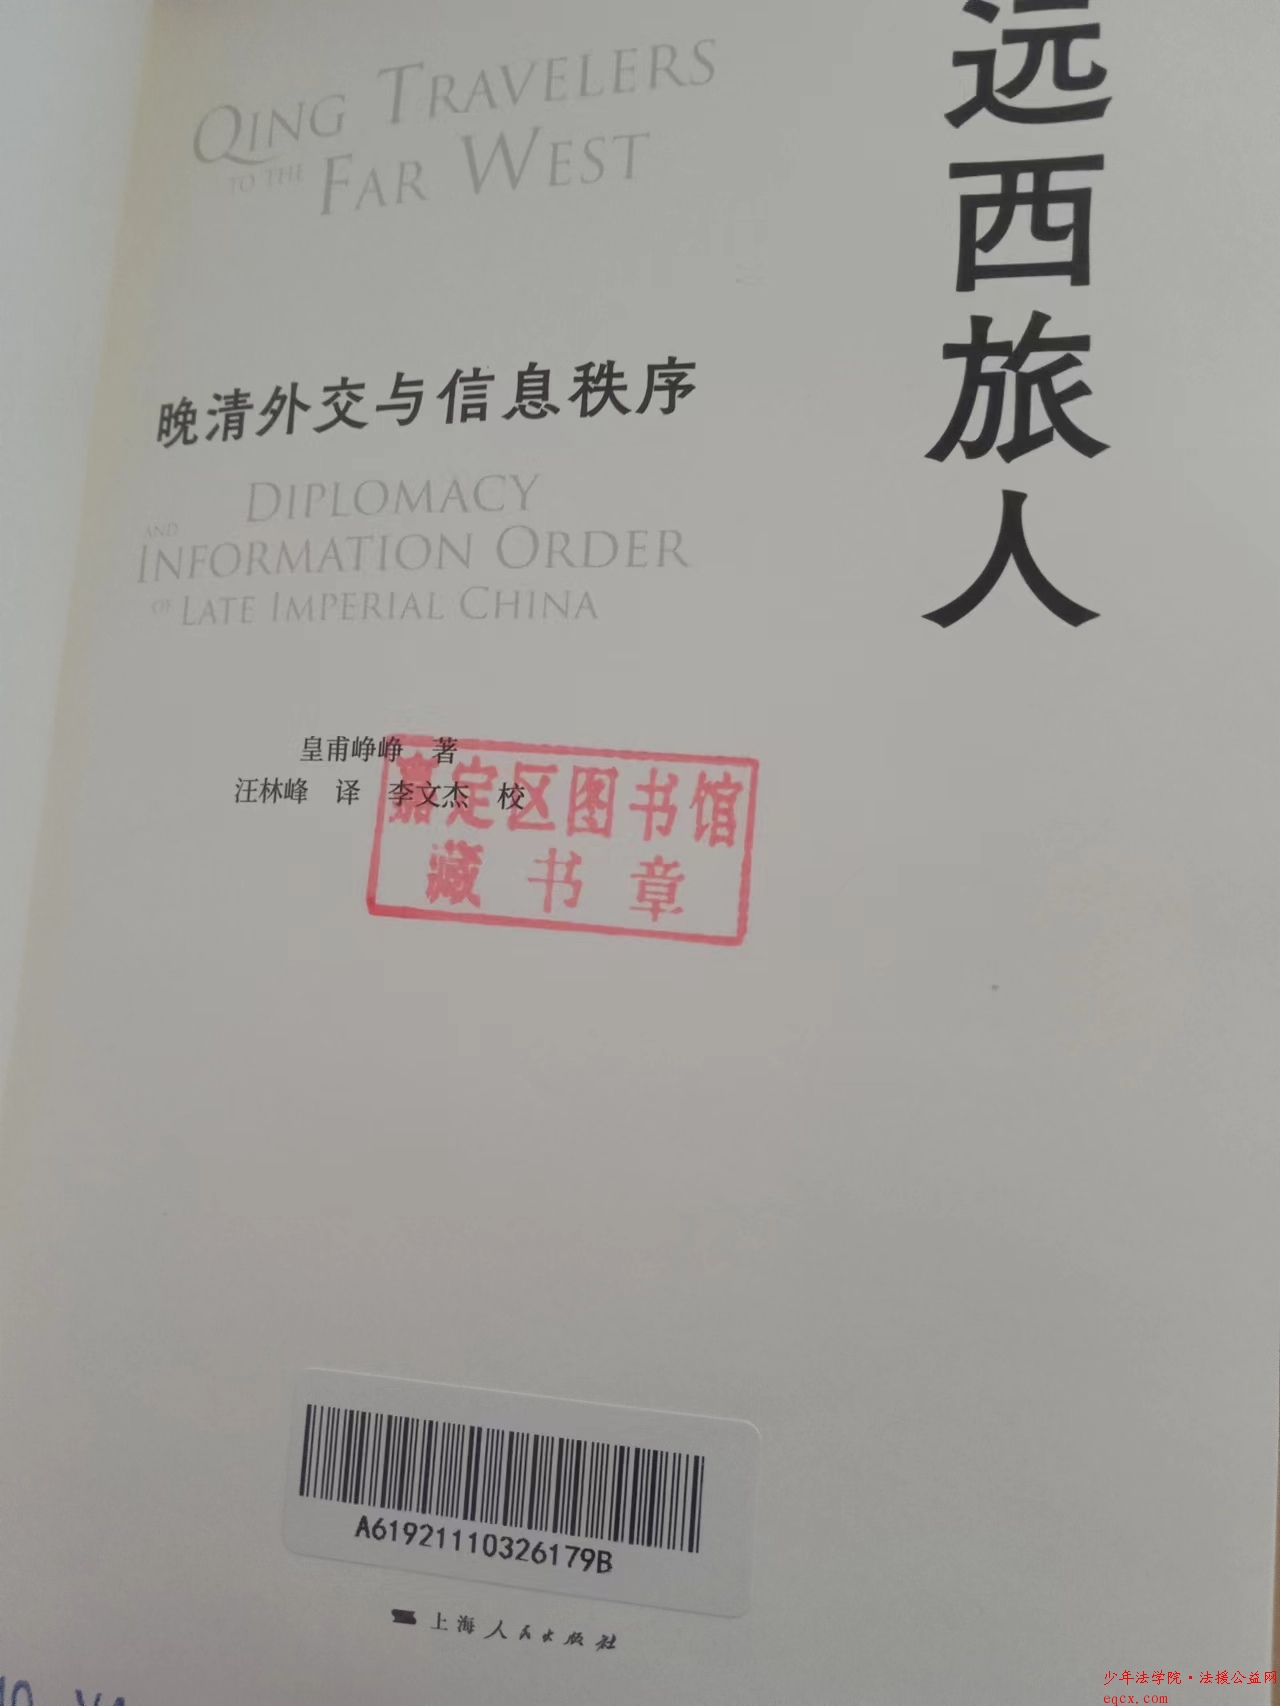 远西旅人
QING TRAVELERS
TO THE FAR WEST
晚清外交与信息秩序
DIPLOMACY
AND
INFORMATION ORDER
OF LATE IMPERIAL CHINA
皇甫峥峥 著
汪林峰 译 李文杰 校
嘉定区图书馆
藏书章
A61921110326179B
上海人民出版社
少年法学院·法援公益网
eqcx.com